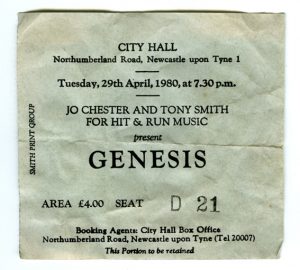 CITY HALL
Northumberland Road, Newcastle upon Tyne 1
Tuesday, 29th April, 1980, at 7.30 p.m.
JO CHESTER AND TONY SMITH
FOR HIT & RUN MUSIC
present
GENESIS
AREA £4.00 SEAT D 21
Booking Agents: City Hall Box Office
Northumberland Road, Newcastle upon Tyne (Tel 20007)
This Portion to be retained
SMITH PRINT GROUP